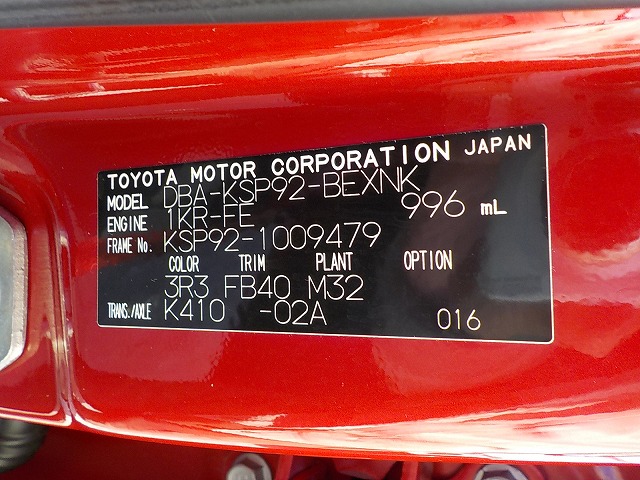 TOYOTA MOTOR CORPORATION JAPAN
MODEL DBA-KSP92-BEXNK
ENGINE 1KR-FE 996 mL
FRAME No. KSP92-1009479
COLOR TRIM PLANT OPTION
3R3 FB40 M32
TRANS./AXLE K410 -02A 016